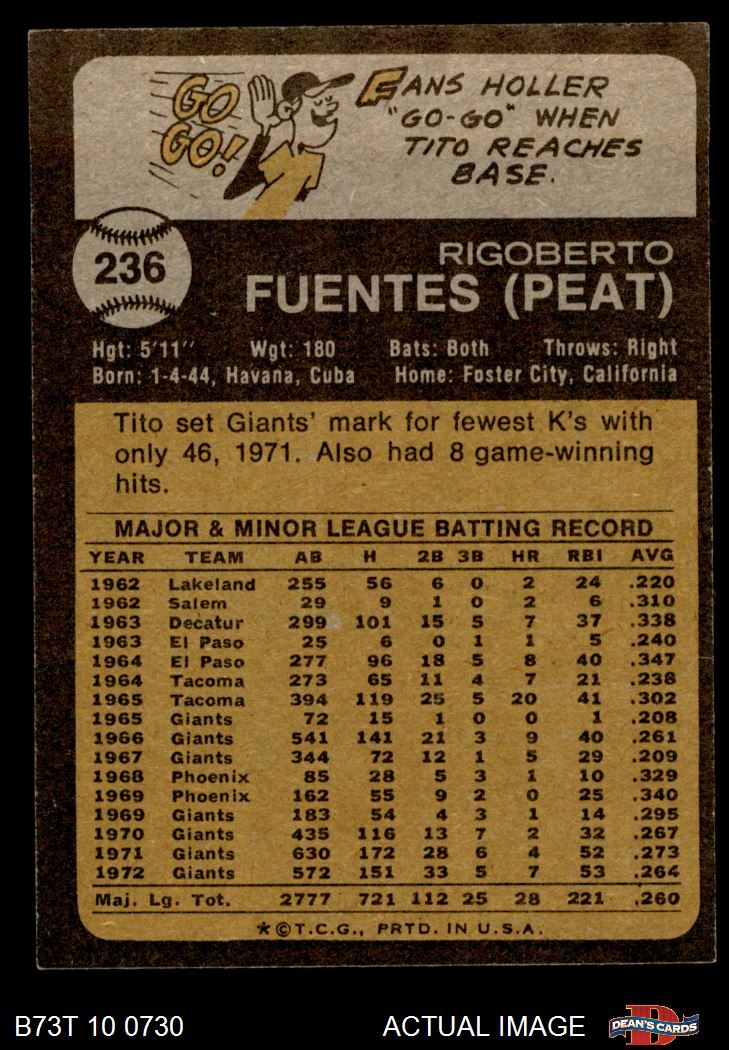 GO
GO!
FANS HOLLER
"GO-GO" WHEN
TITO REACHES
BASE.
236
RIGOBERTO
FUENTES (PEAT)
Hgt: 5'11" Wgt: 180 Bats: Both Throws: Right
Born: 1-4-44, Havana, Cuba Home: Foster City, California
Tito set Giants' mark for fewest K's with
only 46, 1971. Also had 8 game-winning
hits.
MAJOR & MINOR LEAGUE BATTING RECORD
YEAR TEAM AB H 2B 3B HR RBI AVG
1962 Lakeland 255 56 6 0 2 24 .220
1962 Salem 29 9 1 0 2 6 .310
1963 Decatur 299 101 15 5 7 37 .338
1963 El Paso 25 6 0 1 1 5 .240
1964 El Paso 277 96 18 5 8 40 .347
1964 Tacoma 273 65 11 4 7 21 .238
1965 Tacoma 394 119 25 5 20 41 .302
1965 Giants 72 15 1 0 0 1 .208
1966 Giants 541 141 21 3 9 40 .261
1967 Giants 344 72 12 1 5 29 .209
1968 Phoenix 85 28 5 3 1 10 .329
1969 Phoenix 162 55 9 2 0 25 .340
1969 Giants 183 54 4 3 1 14 .295
1970 Giants 435 116 13 7 2 32 .267
1971 Giants 630 172 28 6 4 52 .273
1972 Giants 572 151 33 5 7 53 .264
Maj. Lg. Tot. 2777 721 112 25 28 221 .260
*©T.C.G., PRTD. IN U.S.A.
B73T 10 0730 ACTUAL IMAGE
D
DEAN'S CARDS